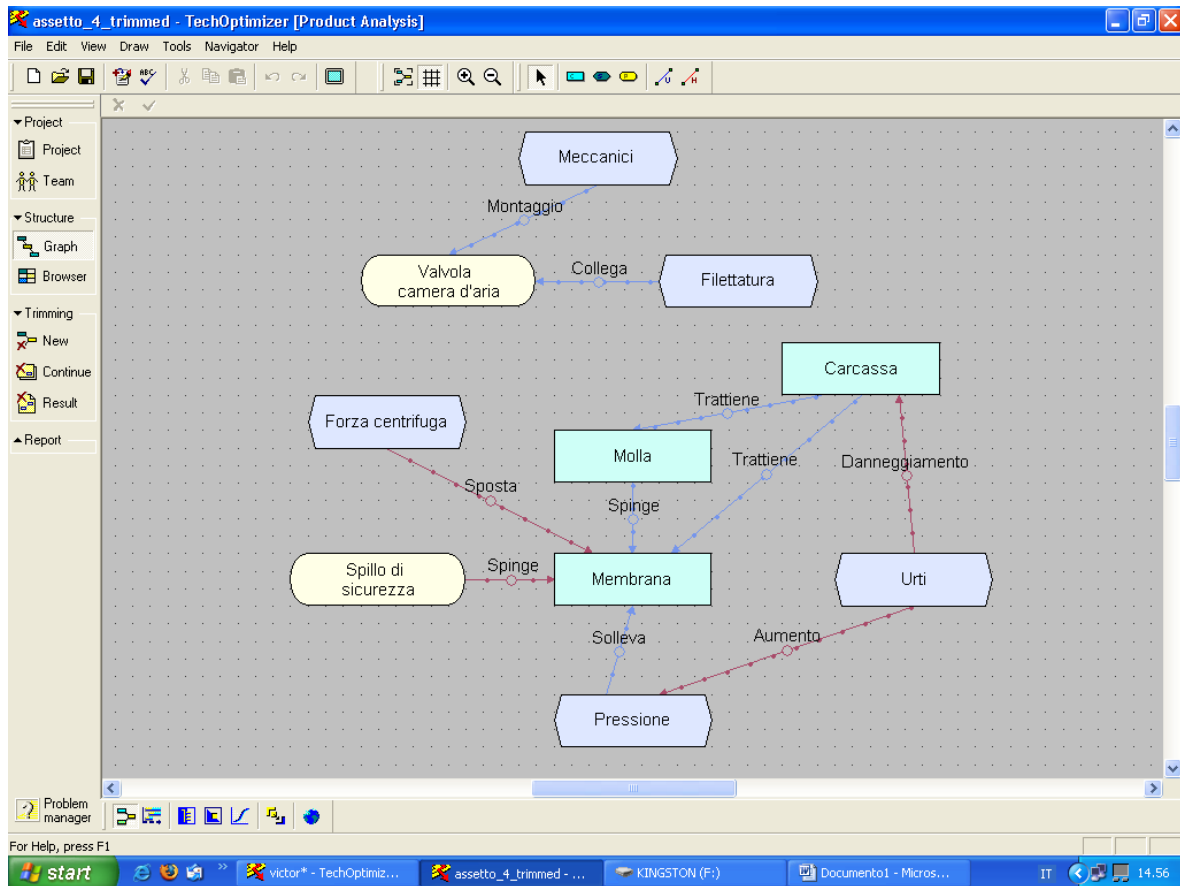 assetto_4_trimmed - TechOptimizer [Product Analysis]
File Edit View Draw Tools Navigator Help
ABC
U H
Project
Project
Team
Structure
Graph
Browser
Trimming
New
Continue
Result
Report
Meccanici
Montaggio
Valvola
camera d'aria
Collega
Filettatura
Carcassa
Trattiene
Forza centrifuga
Molla
Trattiene
Danneggiamento
Sposta
Spinge
Spillo di
sicurezza
Spinge
Membrana
Urti
Solleva
Aumento
Pressione
Problem
manager
For Help, press F1
start
victor* - TechOptimiz...
assetto_4_trimmed - ...
KINGSTON (F:)
Documento1 - Micros...
IT
14.56